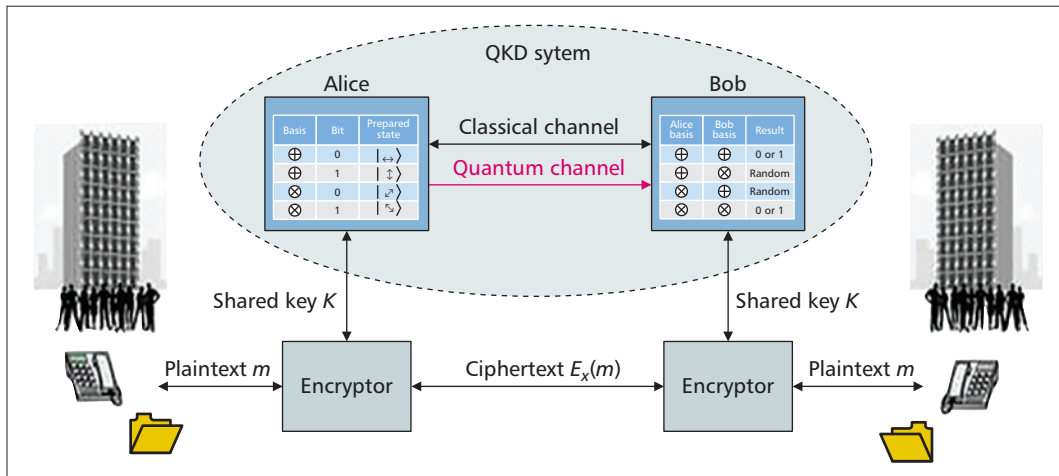 QKD sytem
Alice
Bob
Basis Bit Prepared state
⊕ 0 |↔⟩
⊕ 1 |↕⟩
⊗ 0 |⤢⟩
⊗ 1 |⤡⟩
Classical channel
Quantum channel
Alice basis Bob basis Result
⊕ ⊕ 0 or 1
⊕ ⊗ Random
⊗ ⊕ Random
⊗ ⊗ 0 or 1
Shared key K
Shared key K
Plaintext m
Encryptor
Ciphertext Eₓ(m)
Encryptor
Plaintext m